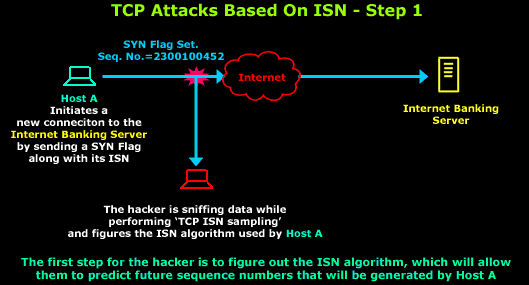 TCP Attacks Based On ISN - Step 1
SYN Flag Set.
Seq. No.=2300100452
Internet
Host A
Initiates a
new conneciton to the
Internet Banking Server
by sending a SYN Flag
along with its ISN
Internet Banking
Server
The hacker is sniffing data while
performing ‘TCP ISN sampling’
and figures the ISN algorithm used by Host A
The first step for the hacker is to figure out the ISN algorithm, which will allow
them to predict future sequence numbers that will be generated by Host A